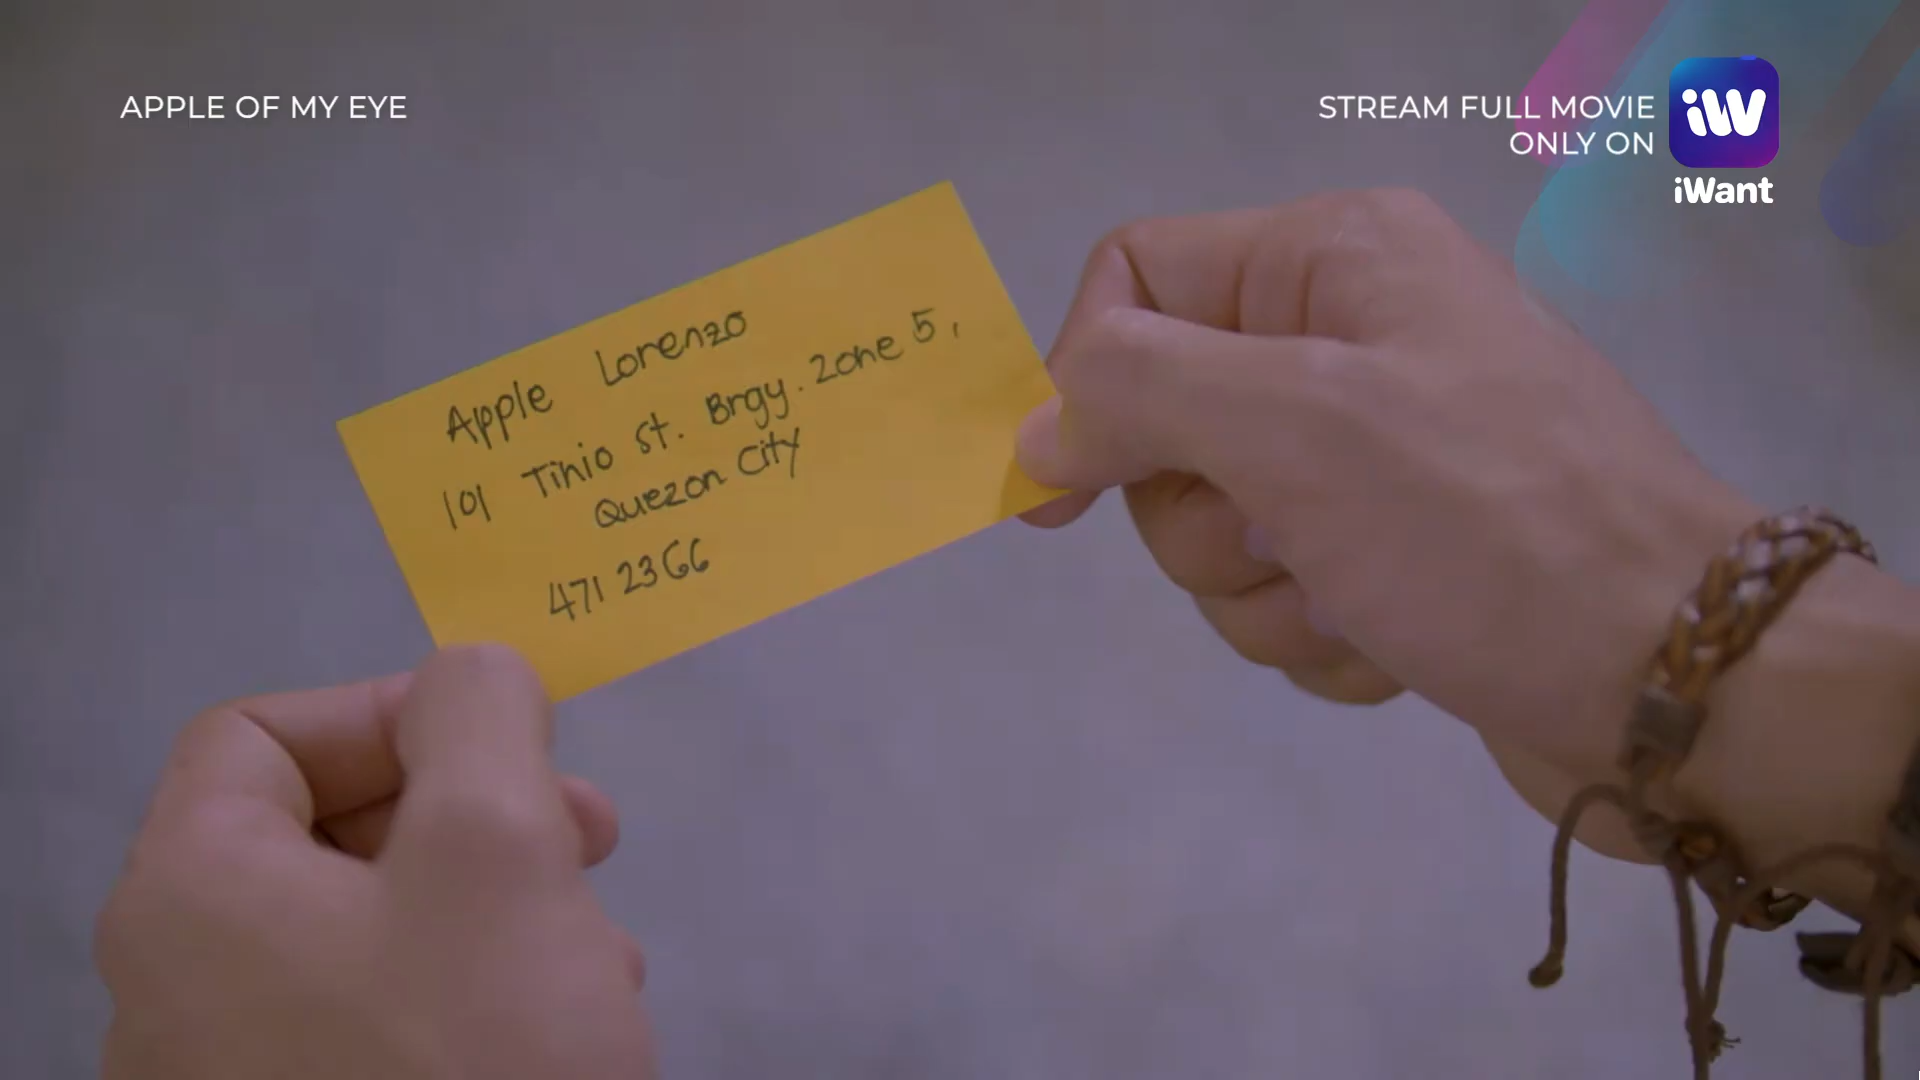 APPLE OF MY EYE
STREAM FULL MOVIE
ONLY ON
iW
iWant
Apple Lorenzo
101 Tinio St. Brgy. Zone 5,
Quezon City
471 2366